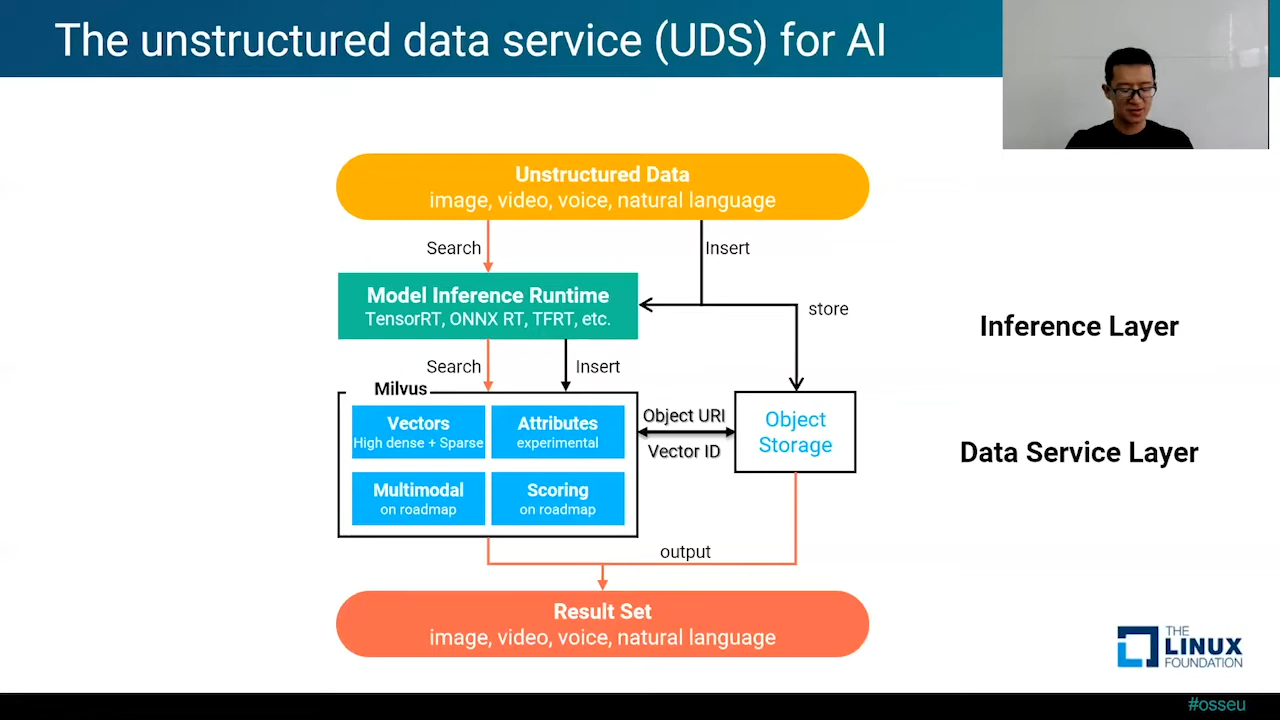 The unstructured data service (UDS) for AI
Unstructured Data
image, video, voice, natural language
Search
Insert
Model Inference Runtime
TensorRT, ONNX RT, TFRT, etc.
store
Inference Layer
Search
Insert
Milvus
Vectors
High dense + Sparse
Attributes
experimental
Object URI
Vector ID
Object
Storage
Data Service Layer
Multimodal
on roadmap
Scoring
on roadmap
output
Result Set
image, video, voice, natural language
THE
LINUX
FOUNDATION
#osseu